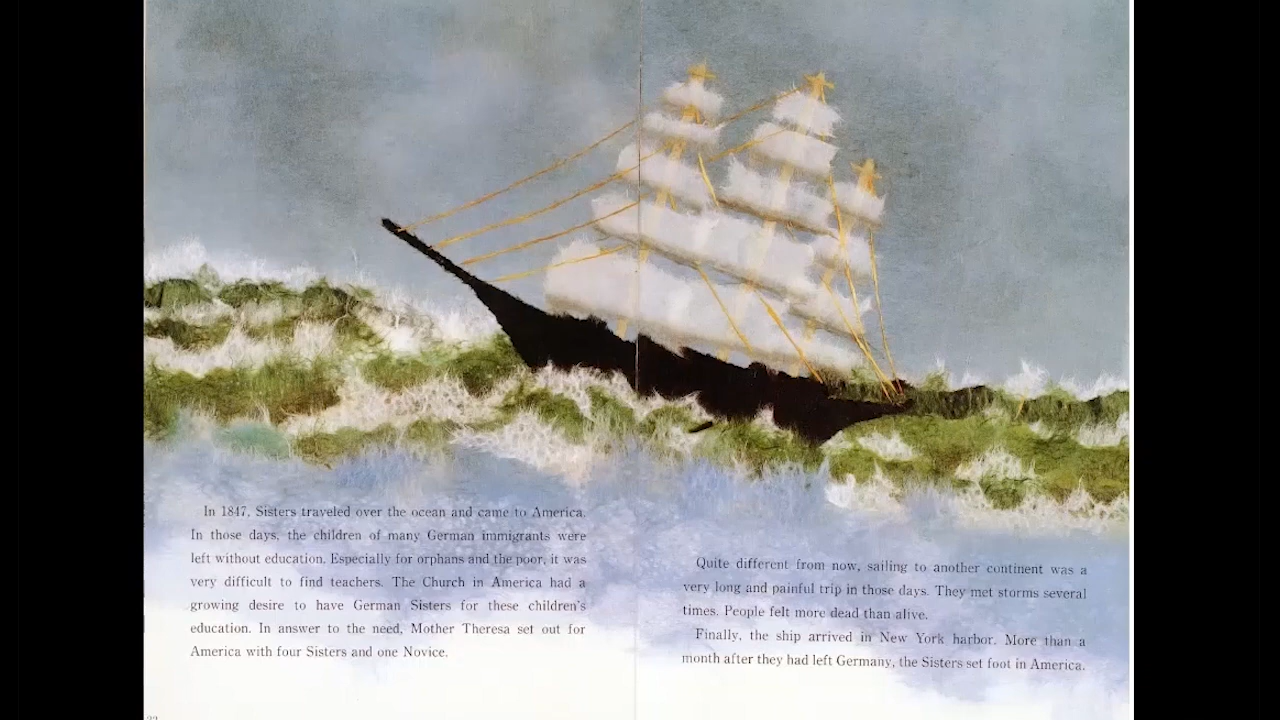 In 1847, Sisters traveled over the ocean and came to America.
In those days, the children of many German immigrants were
left without education. Especially for orphans and the poor, it was
very difficult to find teachers. The Church in America had a
growing desire to have German Sisters for these children's
education. In answer to the need, Mother Theresa set out for
America with four Sisters and one Novice.
Quite different from now, sailing to another continent was a
very long and painful trip in those days. They met storms several
times. People felt more dead than alive.
Finally, the ship arrived in New York harbor. More than a
month after they had left Germany, the Sisters set foot in America.